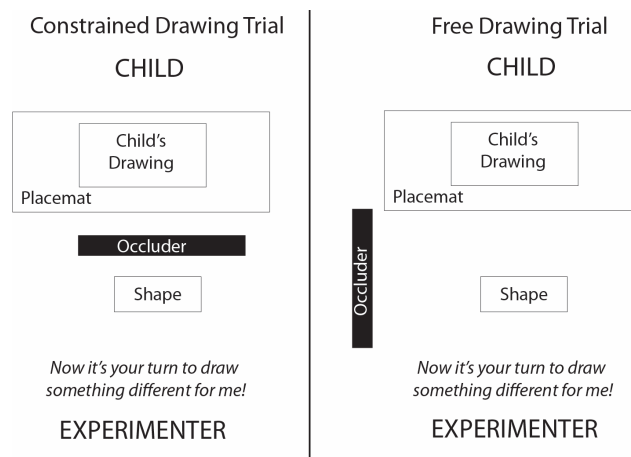 Constrained Drawing Trial
CHILD
Child's
Drawing
Placemat
Occluder
Shape
Now it's your turn to draw
something different for me!
EXPERIMENTER
Free Drawing Trial
CHILD
Child's
Drawing
Placemat
Occluder
Shape
Now it's your turn to draw
something different for me!
EXPERIMENTER